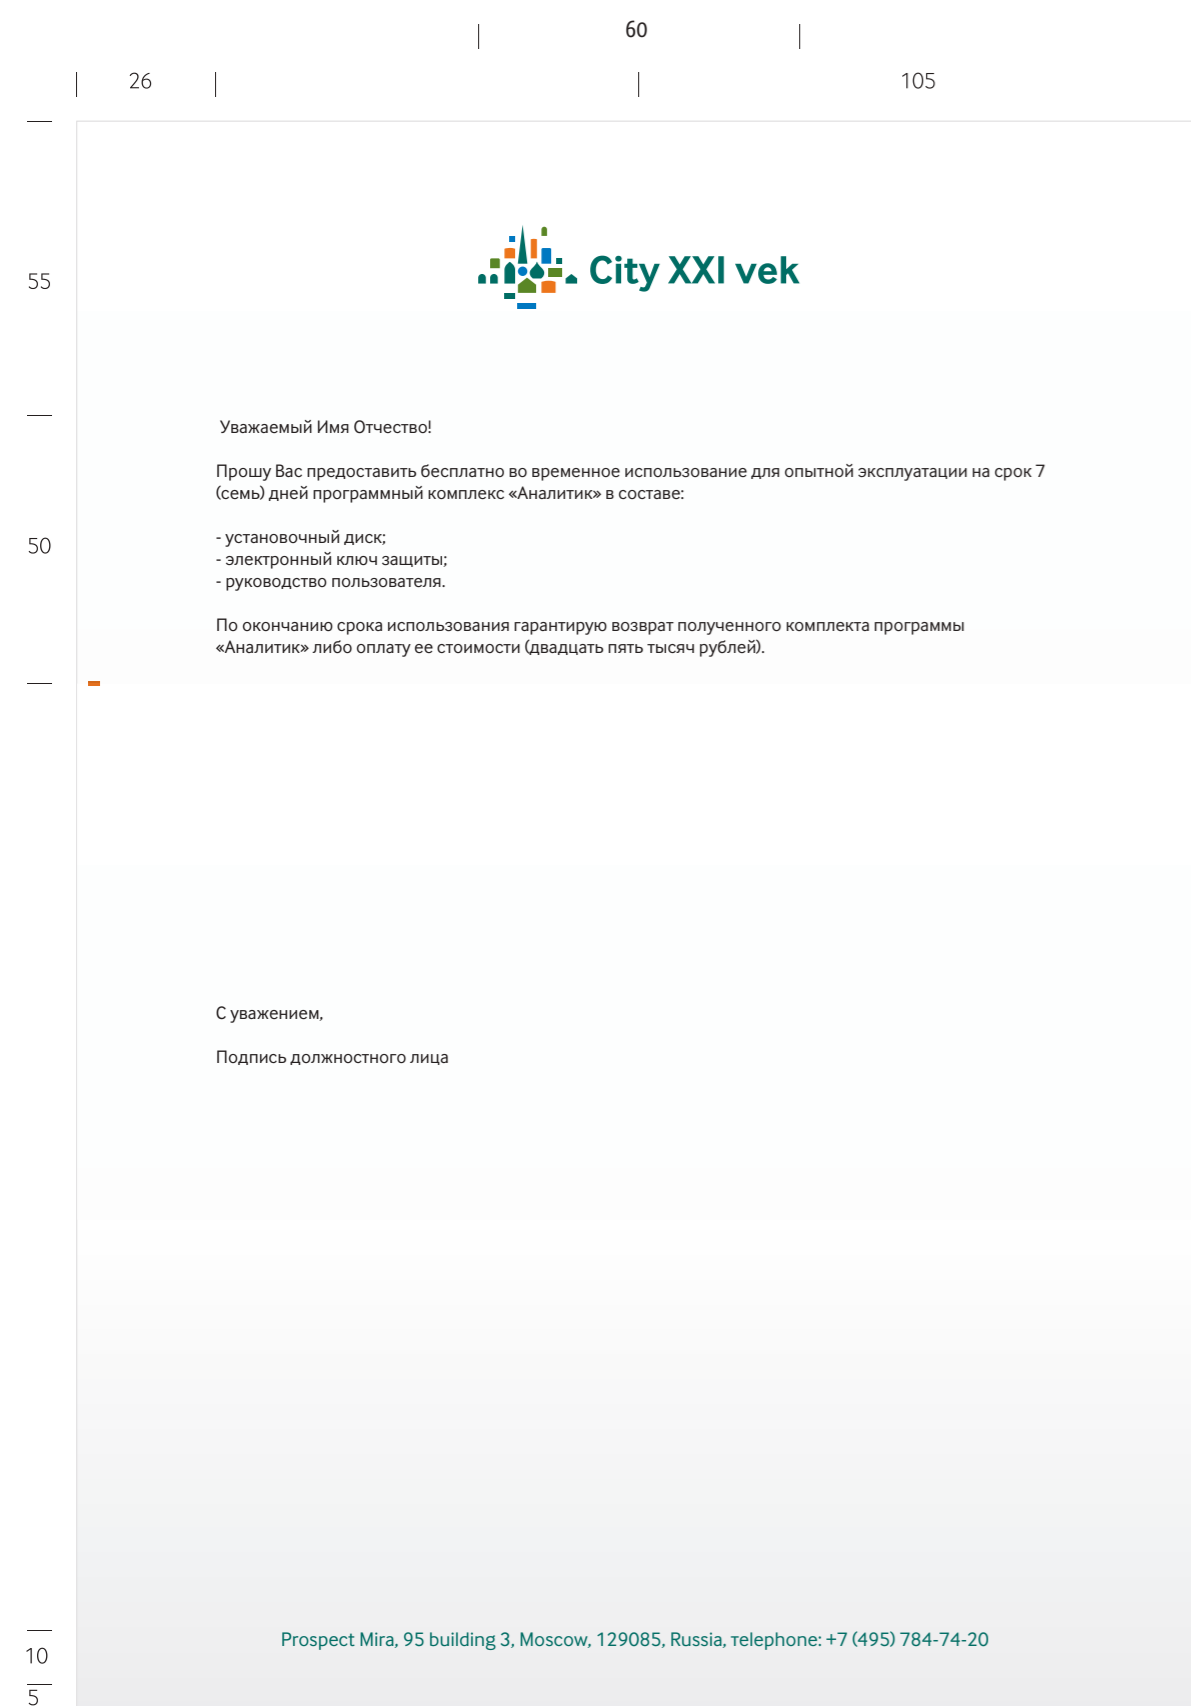 60
26
105
55
City XXI vek
Уважаемый Имя Отчество!
Прошу Вас предоставить бесплатно во временное использование для опытной эксплуатации на срок 7
(семь) дней программный комплекс «Аналитик» в составе:
50
- установочный диск;
- электронный ключ защиты;
- руководство пользователя.
По окончанию срока использования гарантирую возврат полученного комплекта программы
«Аналитик» либо оплату ее стоимости (двадцать пять тысяч рублей).
С уважением,
Подпись должностного лица
Prospect Mira, 95 building 3, Moscow, 129085, Russia, тelephone: +7 (495) 784-74-20
10
5